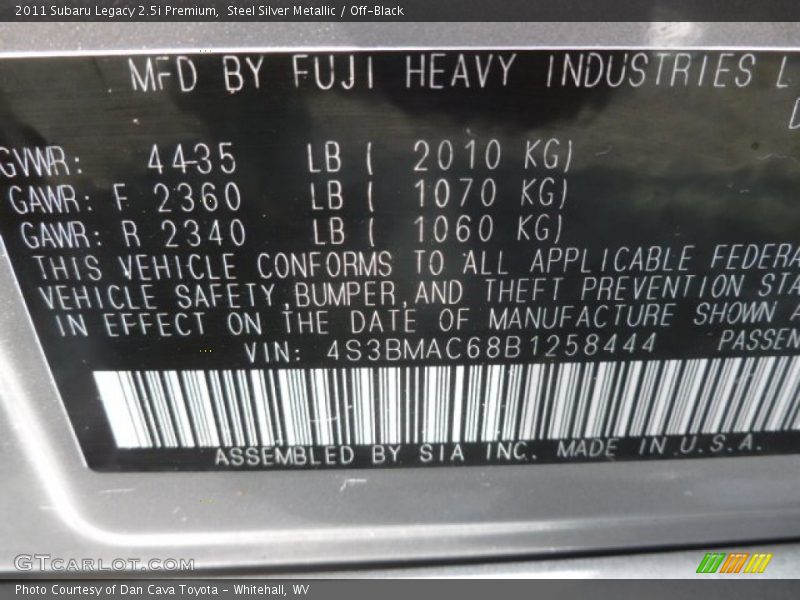 2011 Subaru Legacy 2.5i Premium, Steel Silver Metallic / Off-Black
MFD BY FUJI HEAVY INDUSTRIES L
GVWR: 4435 LB ( 2010 KG)
GAWR: F 2360 LB ( 1070 KG)
GAWR: R 2340 LB ( 1060 KG)
THIS VEHICLE CONFORMS TO ALL APPLICABLE FEDERA
VEHICLE SAFETY,BUMPER,AND THEFT PREVENTION STA
IN EFFECT ON THE DATE OF MANUFACTURE SHOWN A
VIN: 4S3BMAC68B1258444 PASSEN
ASSEMBLED BY SIA INC. MADE IN U.S.A.
GTCARLOT.COM
Photo Courtesy of Dan Cava Toyota - Whitehall, WV